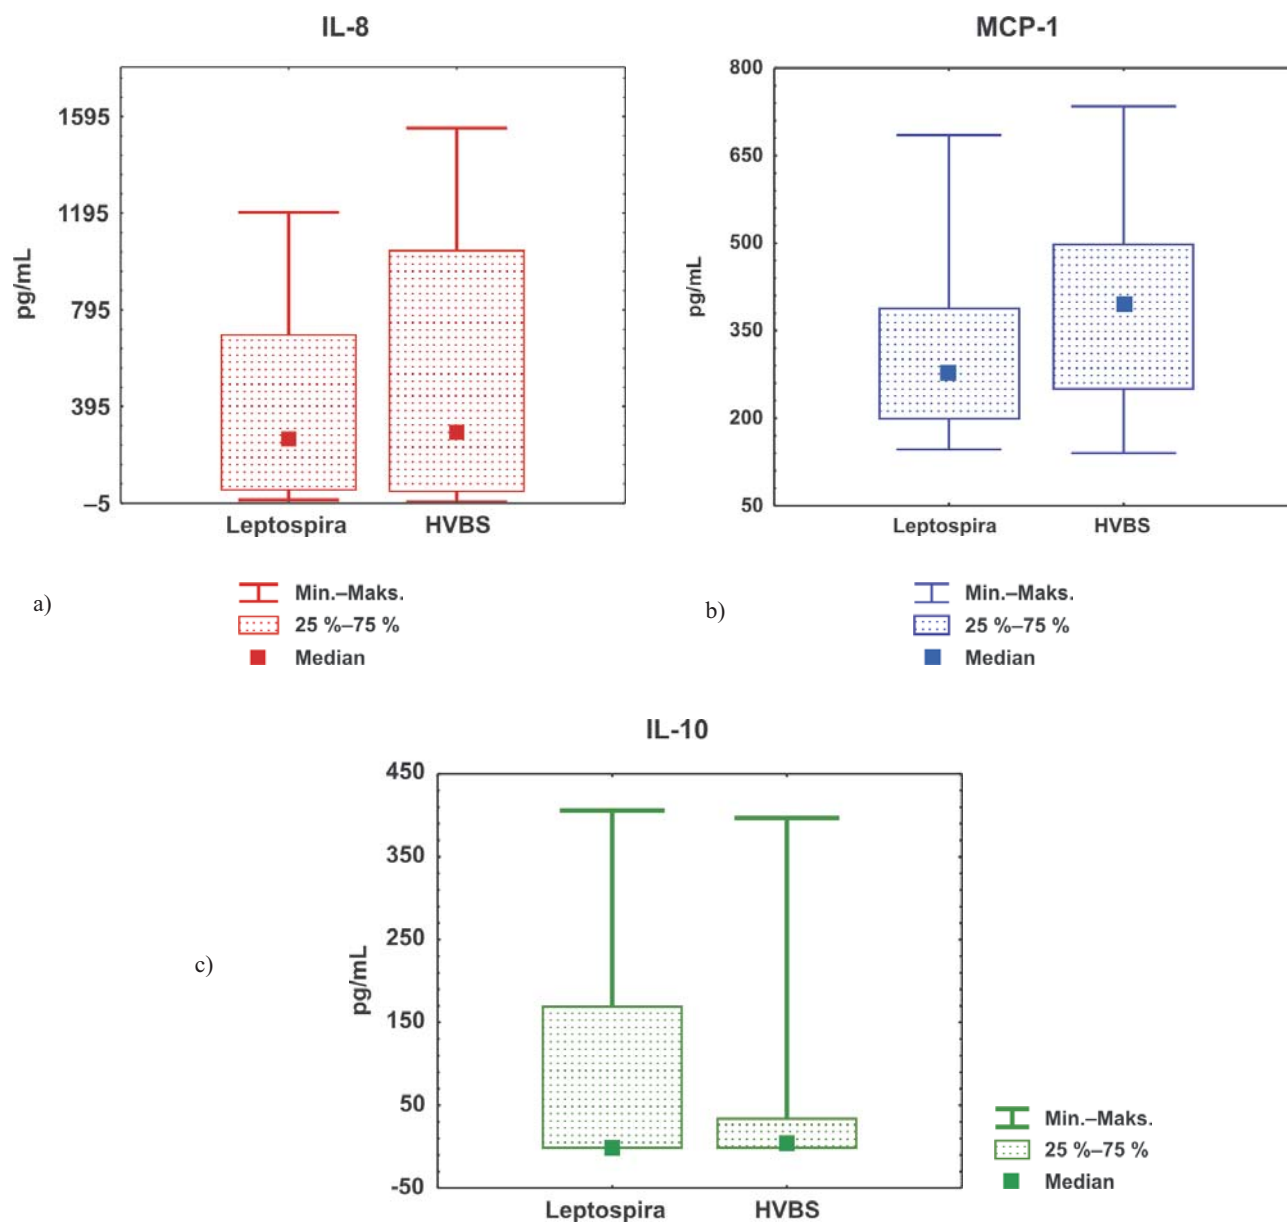 IL-8
pg/mL
1595
1195
795
395
–5
Leptospira HVBS
a)
Min.–Maks.
25 %–75 %
Median
MCP-1
pg/mL
800
650
500
350
200
50
Leptospira HVBS
b)
Min.–Maks.
25 %–75 %
Median
IL-10
c)
pg/mL
450
350
250
150
50
-50
Leptospira HVBS
Min.–Maks.
25 %–75 %
Median